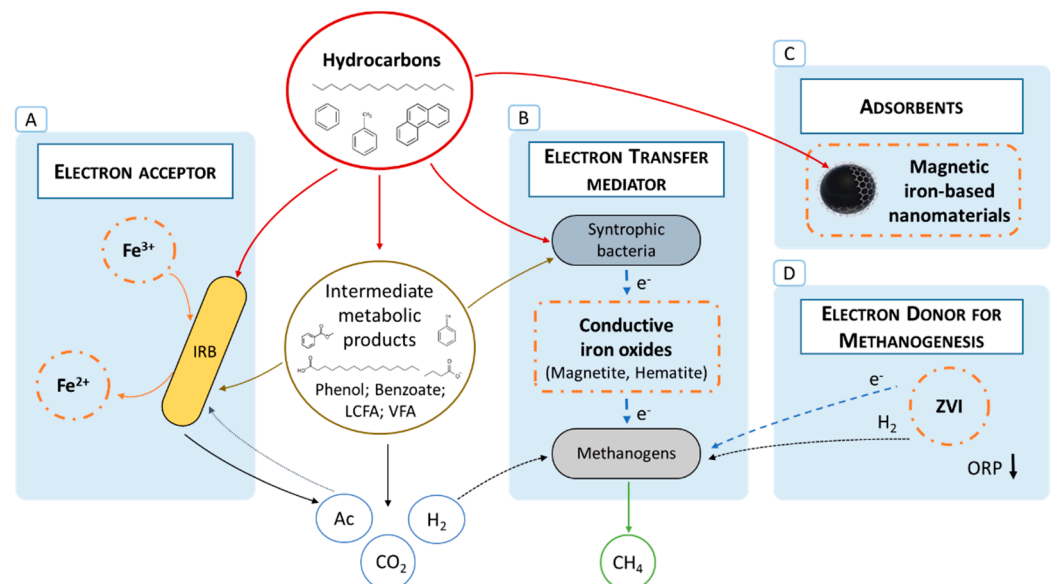 Hydrocarbons
CH₃
A
ELECTRON ACCEPTOR
Fe³⁺
Fe²⁺
IRB
Intermediate
metabolic
products
HO
Phenol; Benzoate;
LCFA; VFA
Ac
CO₂
H₂
B
ELECTRON TRANSFER
MEDIATOR
Syntrophic
bacteria
e⁻
Conductive
iron oxides
(Magnetite, Hematite)
e⁻
Methanogens
CH₄
C
ADSORBENTS
Magnetic
iron-based
nanomaterials
D
ELECTRON DONOR FOR
METHANOGENESIS
e⁻
ZVI
H₂
ORP